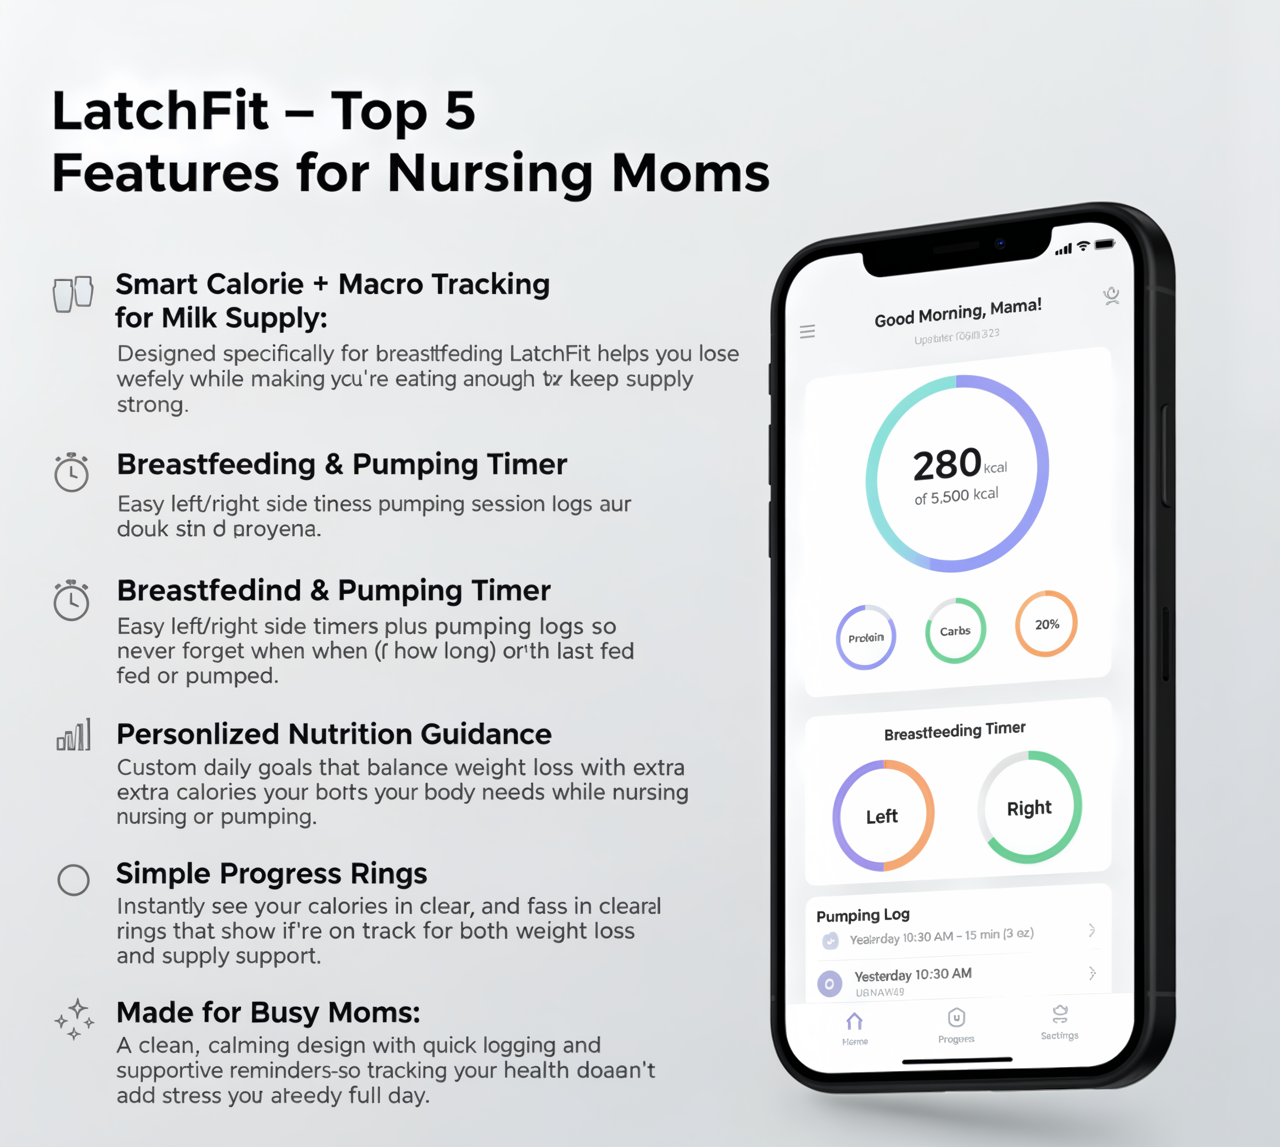 LatchFit – Top 5
Features for Nursing Moms
Smart Calorie + Macro Tracking
for Milk Supply:
Designed specifically for breastfeding LatchFit helps you lose
wefely while making you're eating anough keep supply
strong.
Breastfeeding & Pumping Timer
Easy left/right side tiness pumping session logs aur
douk sin d proyena.
Breastfedind & Pumping Timer
Easy left/right side timers plus pumping logs so
never forget when when how long) last fed
fed or pumped.
Personlized Nutrition Guidance
Custom daily goals that balance weight loss with extra
extra calories your borts your body needs while nursing
nursing or pumping.
Simple Progress Rings
Instantly see your calories in clear, and fass in clearal
rings that show if're on track for both weight loss
and supply support.
Made for Busy Moms:
A clean, calming design with quick logging and
supportive reminders-so tracking your health doaan't
add stress you areedy full day.
Good Morning, Mama!
280 kcal
of 5,500 kcal
Protein
Carbs
20%
Breastfeeding Timer
Left
Right
Pumping Log
Yealerday 10:30 AM – 15 min (3 oz)
Yesterday 10:30 AM
Home
Progoes
Sectings